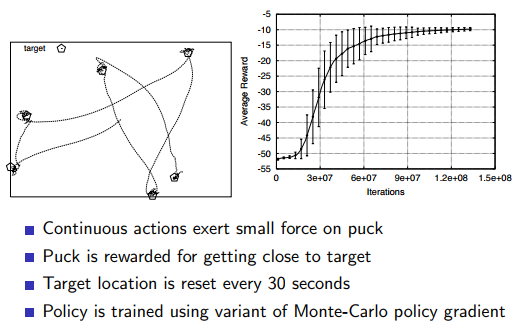 target
Average Reward
-5
-10
-15
-20
-25
-30
-35
-40
-45
-50
-55
0
3e+07
6e+07
9e+07
1.2e+08
1.5e+08
Iterations
Continuous actions exert small force on puck
Puck is rewarded for getting close to target
Target location is reset every 30 seconds
Policy is trained using variant of Monte-Carlo policy gradient